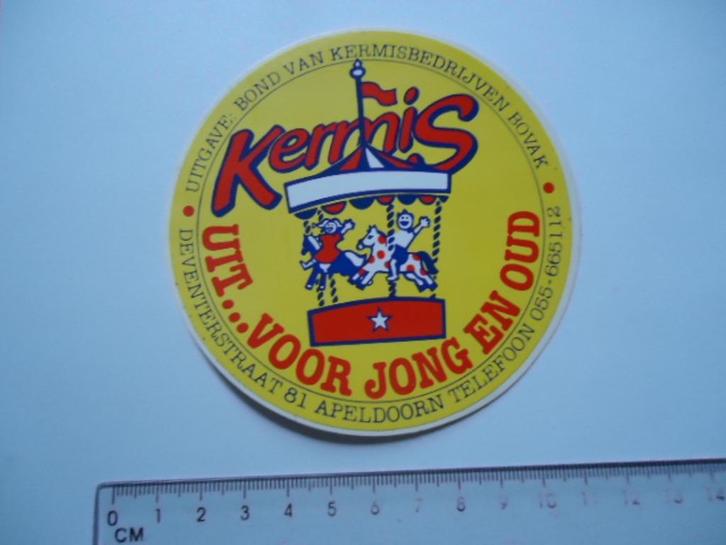 UITGAVE: BOND VAN KERMISBEDRIJVEN BOVAK
Kermis
UIT...VOOR JONG EN OUD
DEVENTERSTRAAT 81 APELDOORN TELEFOON 055-665112
0 1 2 3 4 5 6 7 8 9 10 11 12 13 14
CM